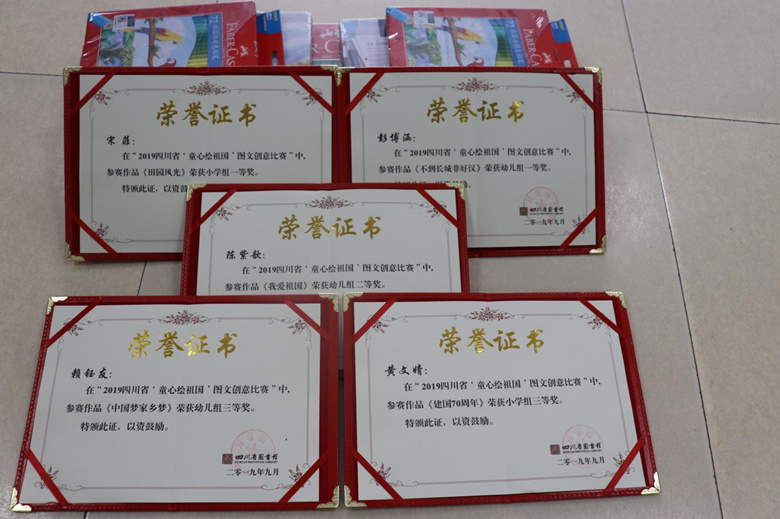 72
FABER-CAS
72
FABER-CAS
荣誉证书
宋蕤:
在"2019四川省'童心绘祖国'图文创意比赛"中,
参赛作品《田园风光》荣获小学组一等奖。
特颁此证,以资鼓
荣誉证书
彭博涵:
在"2019四川省'童心绘祖国'图文创意比赛"中,
参赛作品《不到长城非好汉》荣获幼儿组一等奖。
四川省图书馆
二〇一九年九月
荣誉证书
陈紫歆:
在"2019四川省'童心绘祖国'图文创意比赛"中,
参赛作品《我爱祖国》荣获幼儿组二等奖。
荣誉证书
赖钰友:
在"2019四川省'童心绘祖国'图文创意比赛"中,
参赛作品《中国梦家乡梦》荣获幼儿组三等奖。
特颁此证,以资鼓励。
四川省图书馆
二〇一九年九月
荣誉证书
黄文婧:
在"2019四川省'童心绘祖国'图文创意比赛"中,
参赛作品《建国70周年》荣获小学组三等奖。
特颁此证,以资鼓励。
四川省图书馆
二〇一九年九月